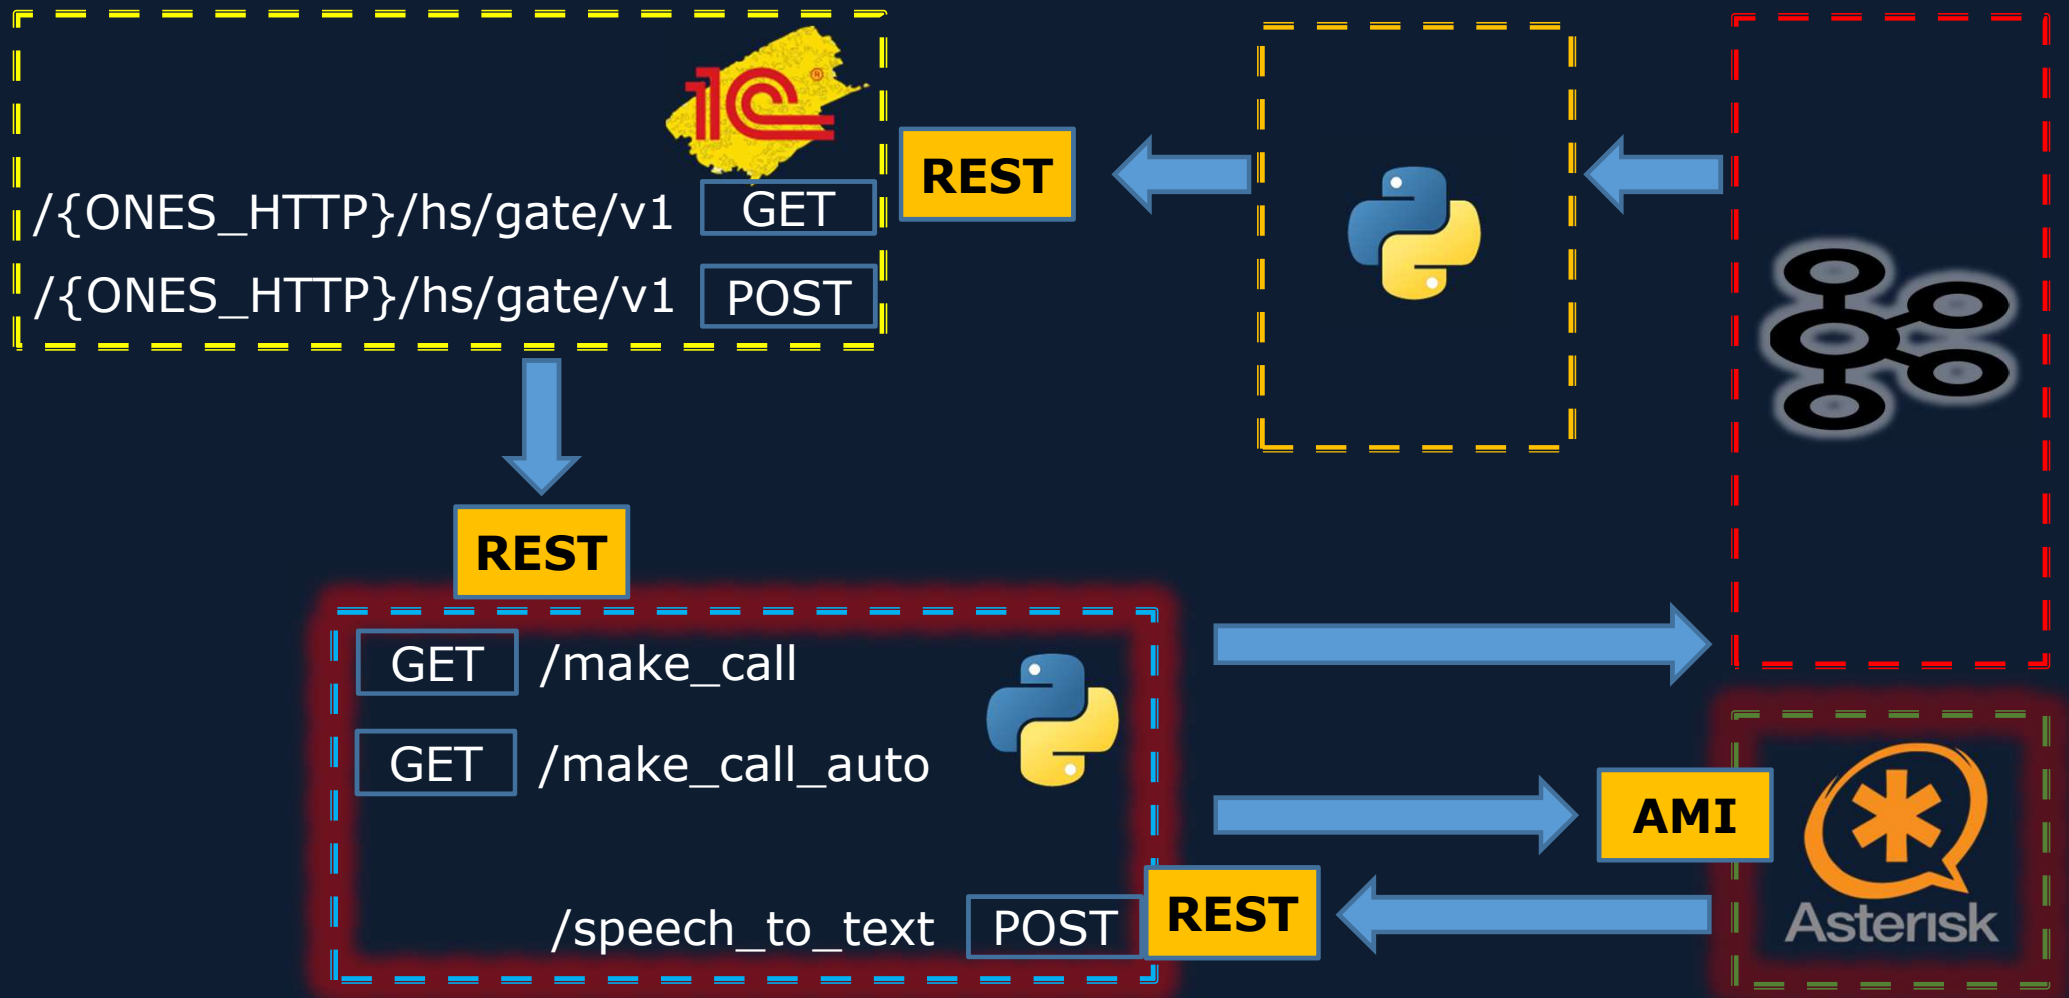 1С®
/{ONES_HTTP}/hs/gate/v1 GET
/{ONES_HTTP}/hs/gate/v1 POST
REST
REST
GET /make_call
GET /make_call_auto
/speech_to_text POST
REST
AMI
Asterisk